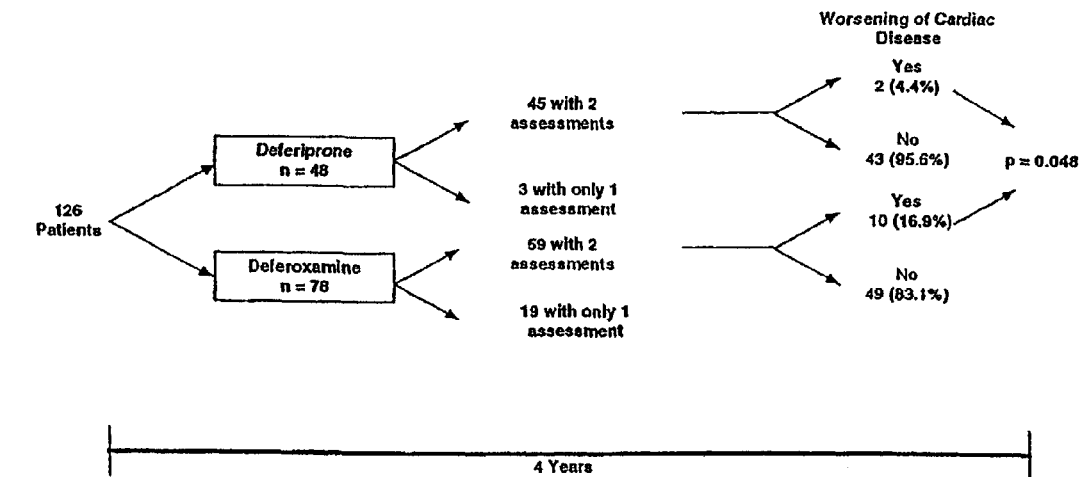 Worsening of Cardiac
Disease
Yes
2 (4.4%)
45 with 2
assessments
Deferiprone
n = 48
No
43 (95.6%)
p = 0.048
3 with only 1
assessment
126
Patients
Yes
10 (16.9%)
59 with 2
assessments
Deferoxamine
n = 78
No
49 (83.1%)
19 with only 1
assessment
4 Years